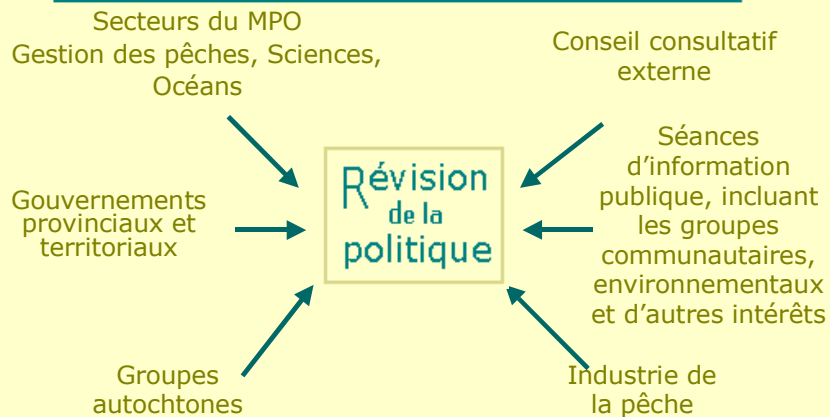 Secteurs du MPO
Gestion des pêches, Sciences,
Océans
Conseil consultatif
externe
Gouvernements
provinciaux et
territoriaux
Révision
de la
politique
Séances
d'information
publique, incluant
les groupes
communautaires,
environnementaux
et d'autres intérêts
Groupes
autochtones
Industrie de
la pêche